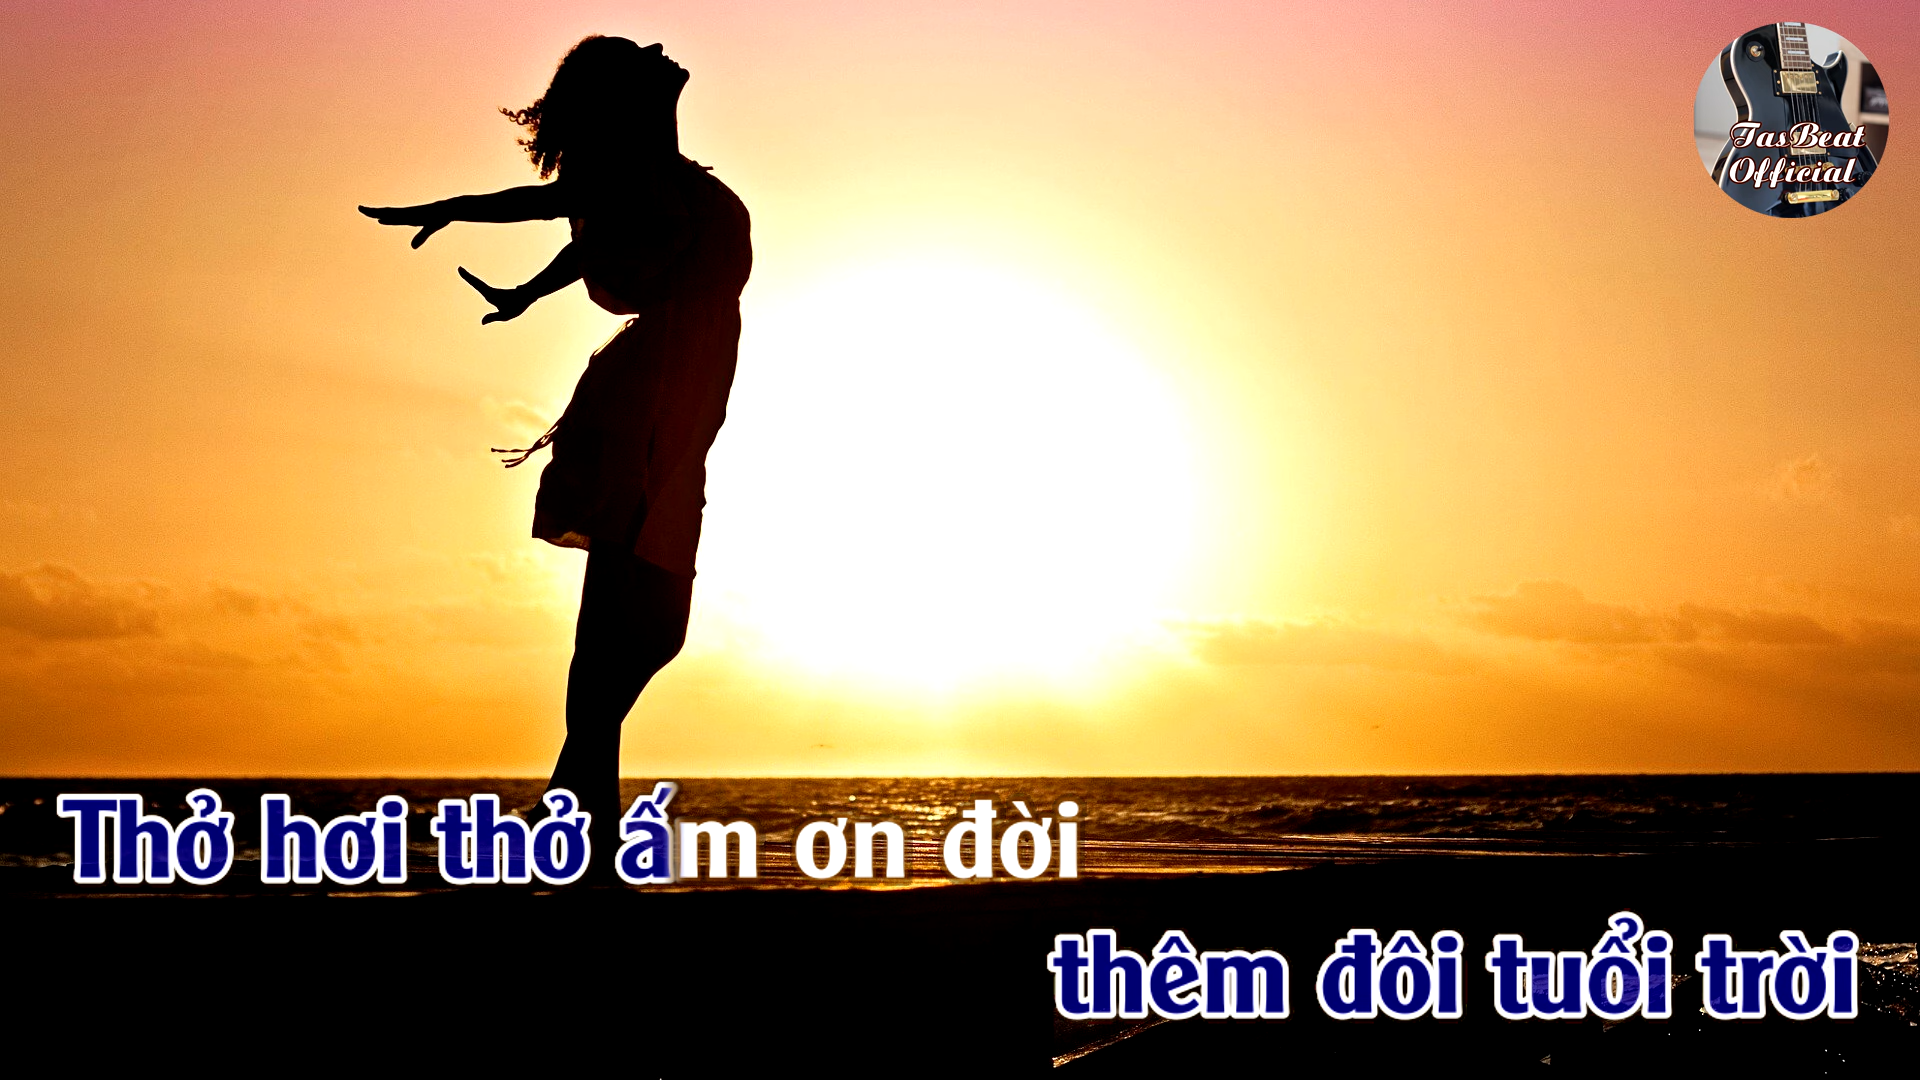 TasBeat
Official
Thở hơi thở ấm ơn đời
thêm đôi tuổi trời